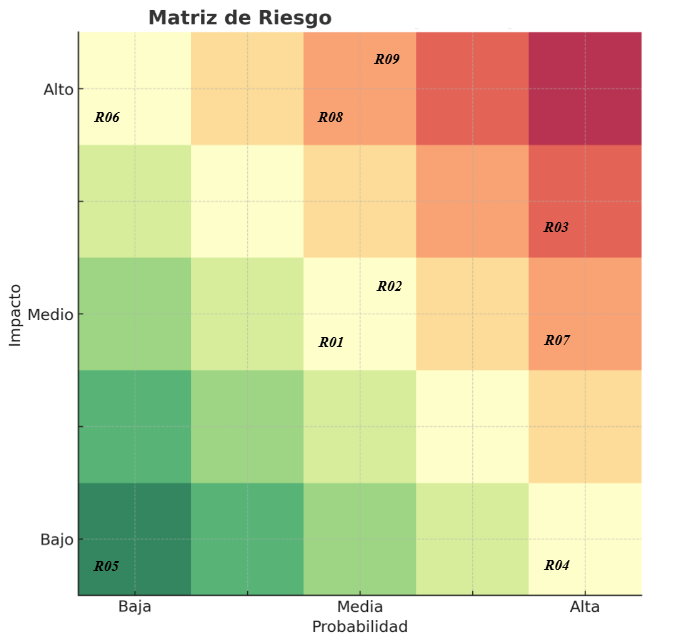 Matriz de Riesgo
R09
Alto
R06
R08
R03
R02
Medio
R01
R07
Impacto
Bajo
R05
R04
Baja
Media
Alta
Probabilidad